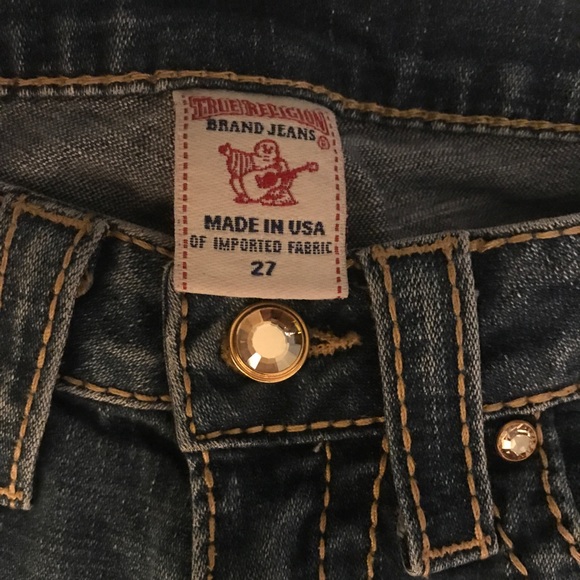 TRUE RELIGION
BRAND JEANS®
MADE IN USA
OF IMPORTED FABRIC
27